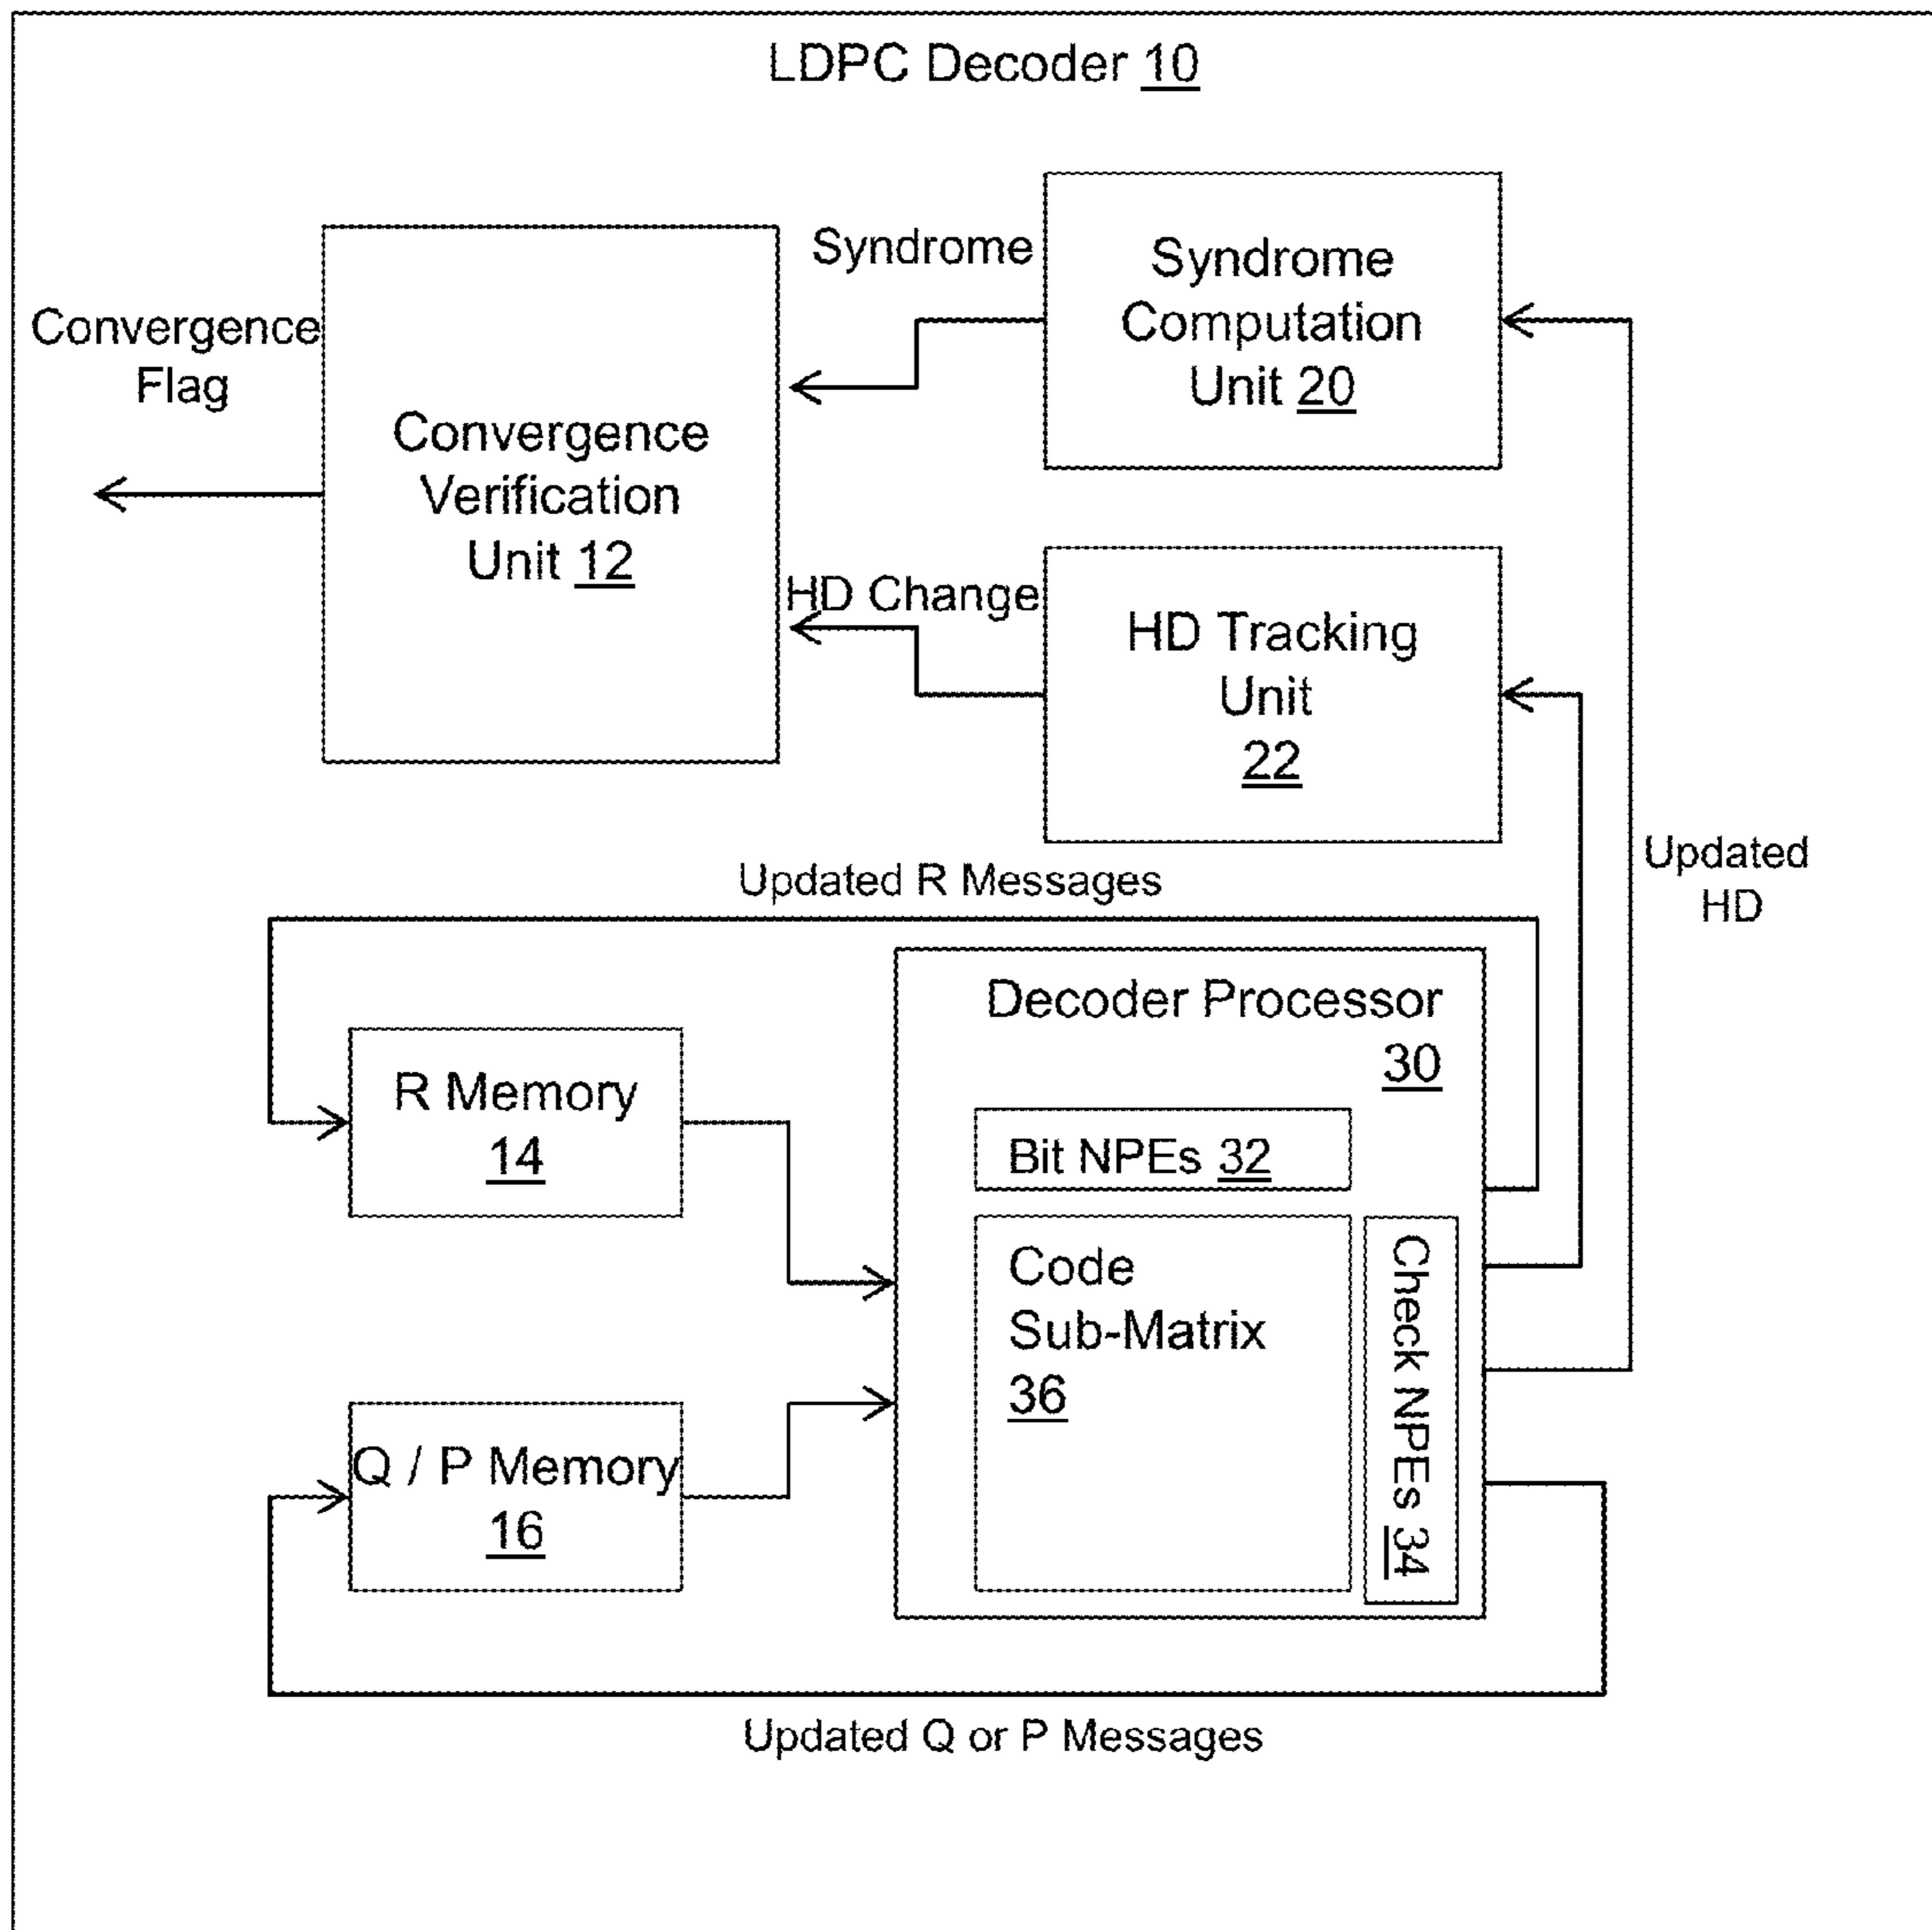 LDPC Decoder 10
Syndrome
Syndrome
Computation
Unit 20
Convergence
Flag
Convergence
Verification
Unit 12
HD Change
HD Tracking
Unit
22
Updated
HD
Updated R Messages
Decoder Processor
30
R Memory
14
Bit NPEs 32
Code
Sub-Matrix
36
Check NPEs 34
Q / P Memory
16
Updated Q or P Messages